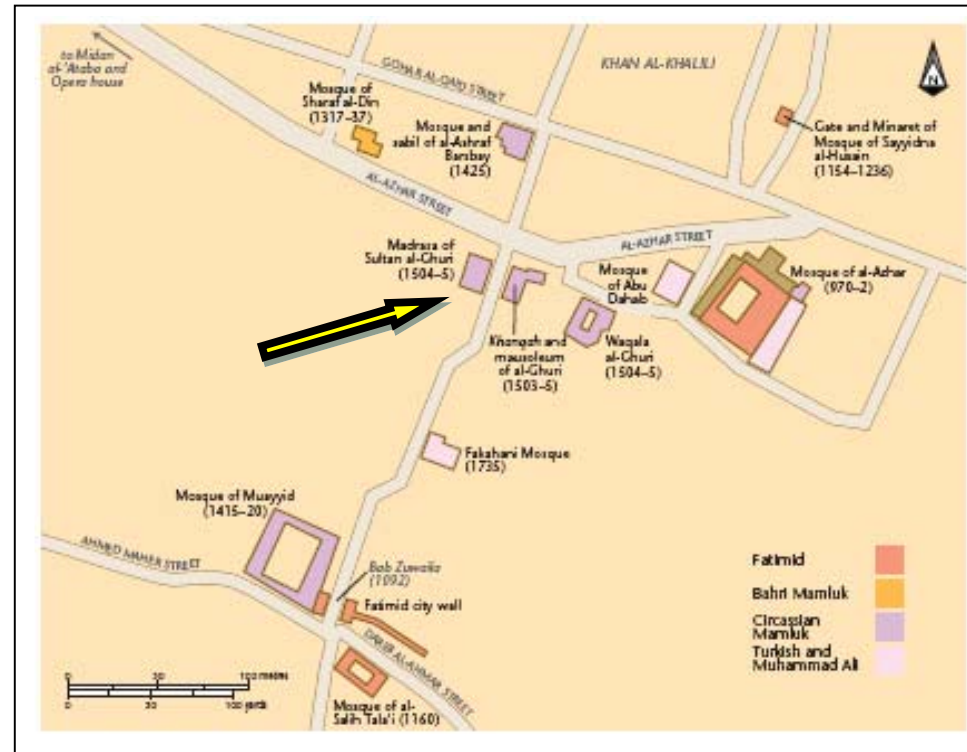 to Midan
al-'Ataba and
Opera house
GOHAR AL-QAID STREET
KHAN AL-KHALILI
N
Mosque of
Sharaf al-Din
(1317–37)
Mosque and
sabil of al-Ashraf
Barsbay
(1425)
Gate and Minaret of
Mosque of Sayyidna
al-Husain
(1154–1236)
AL-AZHAR STREET
AL-AZHAR STREET
Madrasa of
Sultan al-Ghuri
(1504–5)
Mosque
of Abu
Dahab
Mosque of al-Azhar
(970–2)
Khanqah and
mausoleum
of al-Ghuri
(1503–5)
Waqala
al-Ghuri
(1504–5)
Fakahani Mosque
(1735)
Mosque of Muayyid
(1415–20)
AHMED MAHER STREET
Bab Zuweila
(1092)
Fatimid city wall
DARB AL-AHMAR STREET
Mosque of al-
Salih Tala'i (1160)
Fatimid
Bahri Mamluk
Circassian
Mamluk
Turkish and
Muhammad Ali
0 50 100 metres
0 50 100 yards